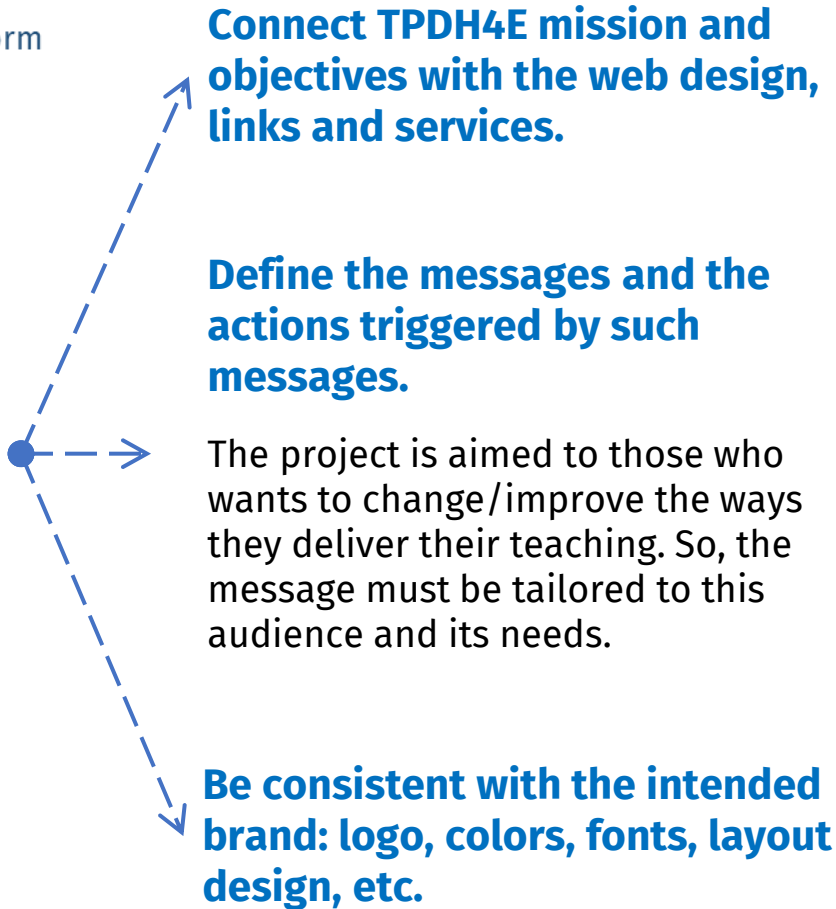 Connect TPDH4E mission and
objectives with the web design,
links and services.
Define the messages and the
actions triggered by such
messages.
The project is aimed to those who
wants to change/improve the ways
they deliver their teaching. So, the
message must be tailored to this
audience and its needs.
Be consistent with the intended
brand: logo, colors, fonts, layout
design, etc.